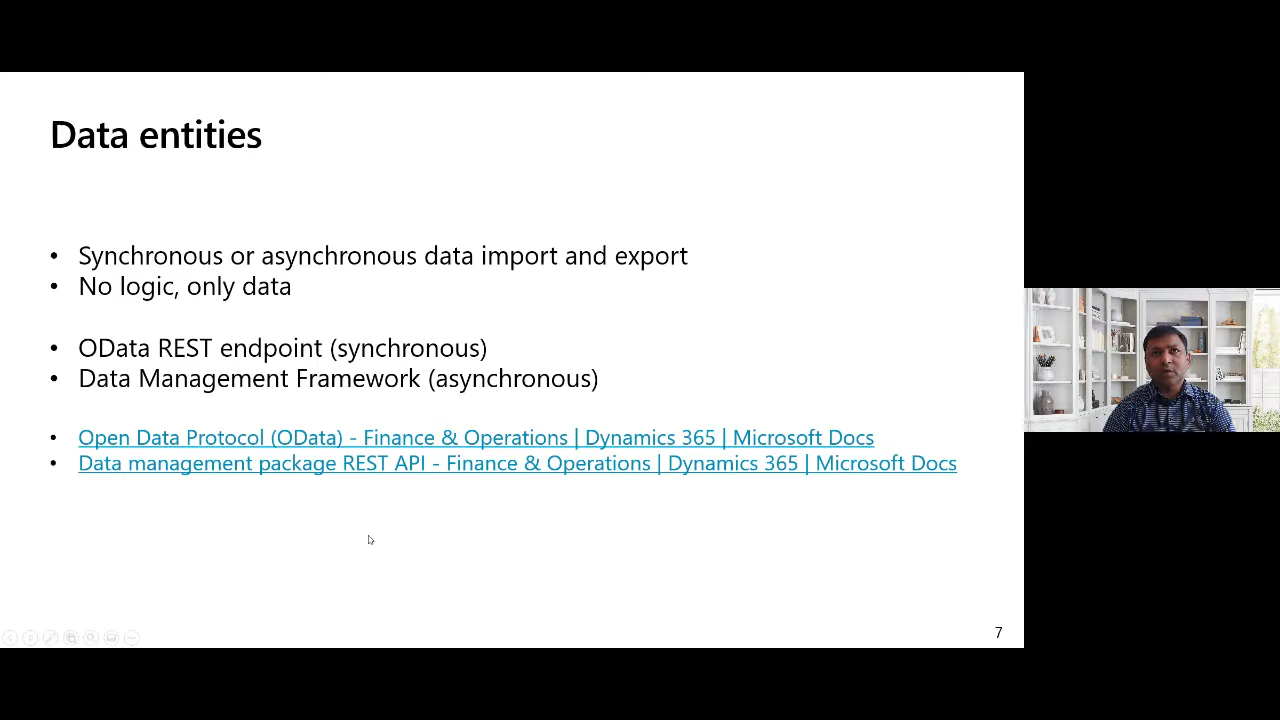 Data entities
• Synchronous or asynchronous data import and export
• No logic, only data
• OData REST endpoint (synchronous)
• Data Management Framework (asynchronous)
• Open Data Protocol (OData) - Finance & Operations | Dynamics 365 | Microsoft Docs
• Data management package REST API - Finance & Operations | Dynamics 365 | Microsoft Docs
7